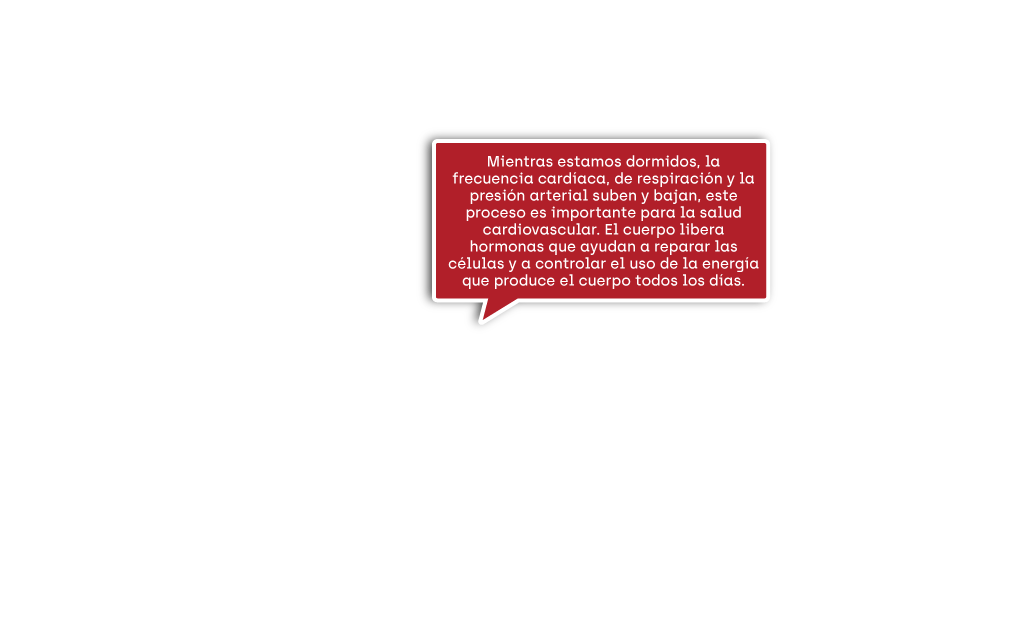 Mientras estamos dormidos, la
frecuencia cardíaca, de respiración y la
presión arterial suben y bajan, este
proceso es importante para la salud
cardiovascular. El cuerpo libera
hormonas que ayudan a reparar las
células y a controlar el uso de la energía
que produce el cuerpo todos los días.